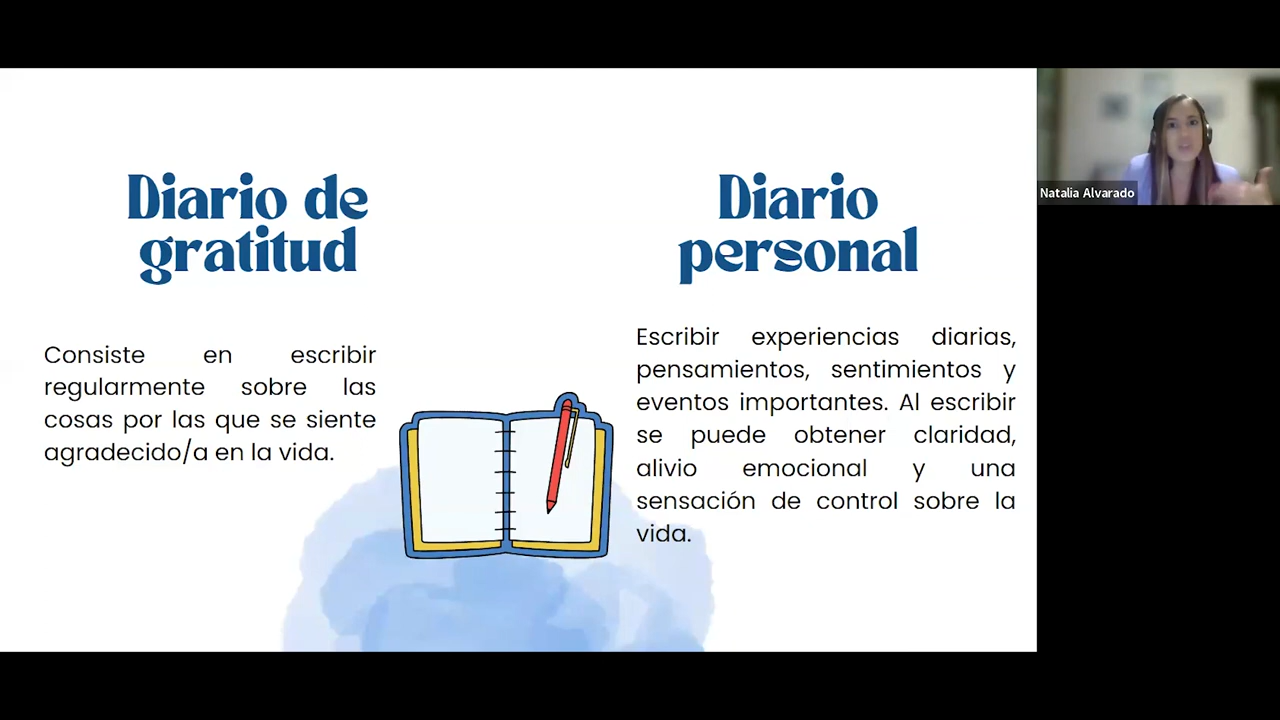 Diario de
gratitud
Consiste en escribir
regularmente sobre las
cosas por las que se siente
agradecido/a en la vida.
Diario
personal
Escribir experiencias diarias,
pensamientos, sentimientos y
eventos importantes. Al escribir
se puede obtener claridad,
alivio emocional y una
sensación de control sobre la
vida.
Natalia Alvarado